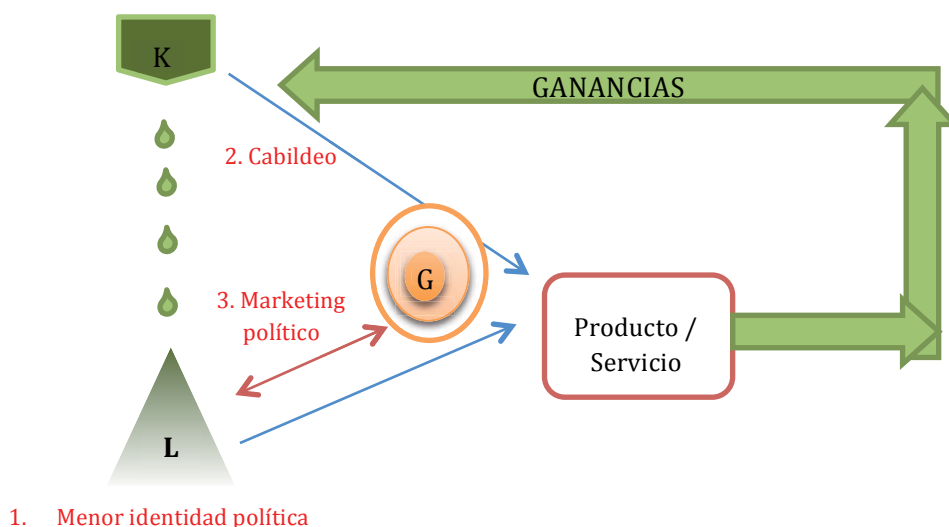 K
GANANCIAS
2. Cabildeo
G
3. Marketing
político
Producto /
Servicio
L
1. Menor identidad política